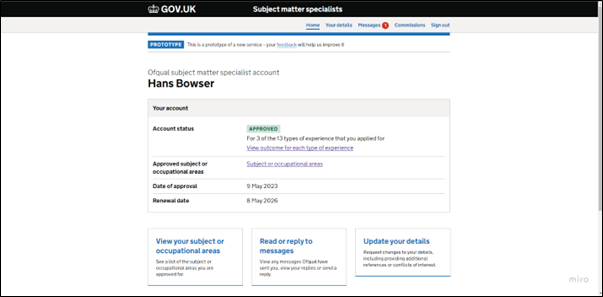 GOV.UK Subject matter specialists
Home Your details Messages 1 Commissions Sign out
PROTOTYPE This is a prototype of a new service – your feedback will help us improve it
Ofqual subject matter specialist account
Hans Bowser
Your account
Account status APPROVED
For 3 of the 13 types of experience that you applied for
View outcome for each type of experience
Approved subject or Subject or occupational areas
occupational areas
Date of approval 9 May 2023
Renewal date 8 May 2026
View your subject or
occupational areas
See a list of the subject or
occupational areas you are
approved for.
Read or reply to
messages
View any messages Ofqual have
sent you, view your replies or send a
reply.
Update your details
Request changes to your details,
including providing additional
references or conflicts of interest.
miro